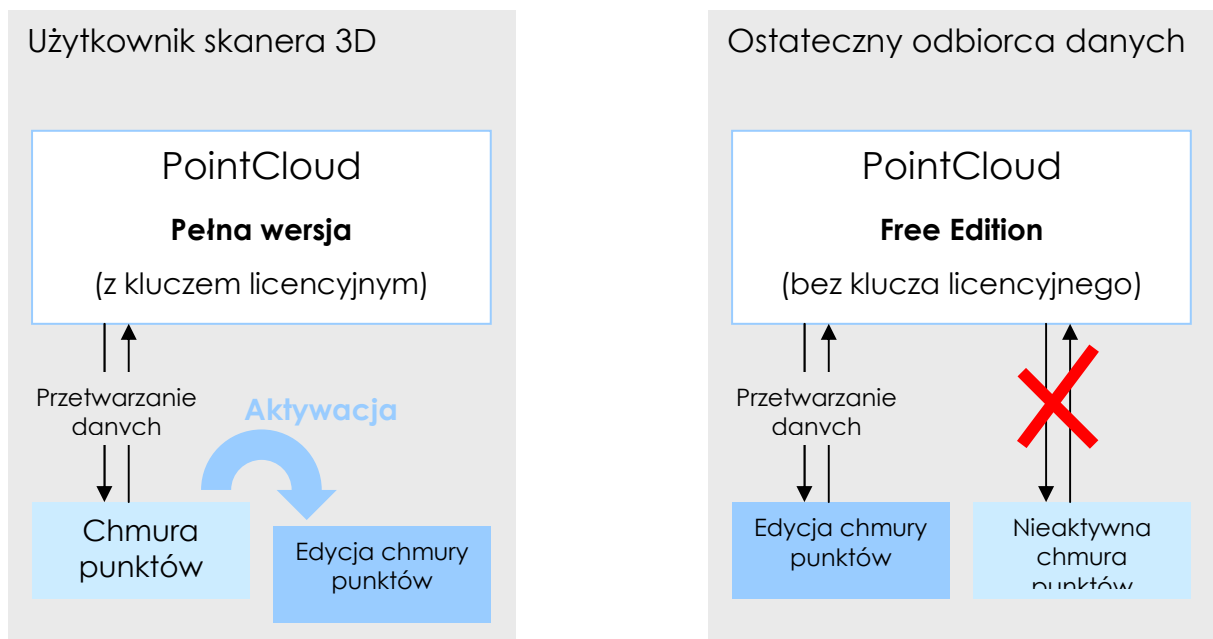 Użytkownik skanera 3D
PointCloud
Pełna wersja
(z kluczem licencyjnym)
Przetwarzanie
danych
Aktywacja
Chmura
punktów
Edycja chmury
punktów
Ostateczny odbiorca danych
PointCloud
Free Edition
(bez klucza licencyjnego)
Przetwarzanie
danych
Edycja chmury
punktów
Nieaktywna
chmura
punktów